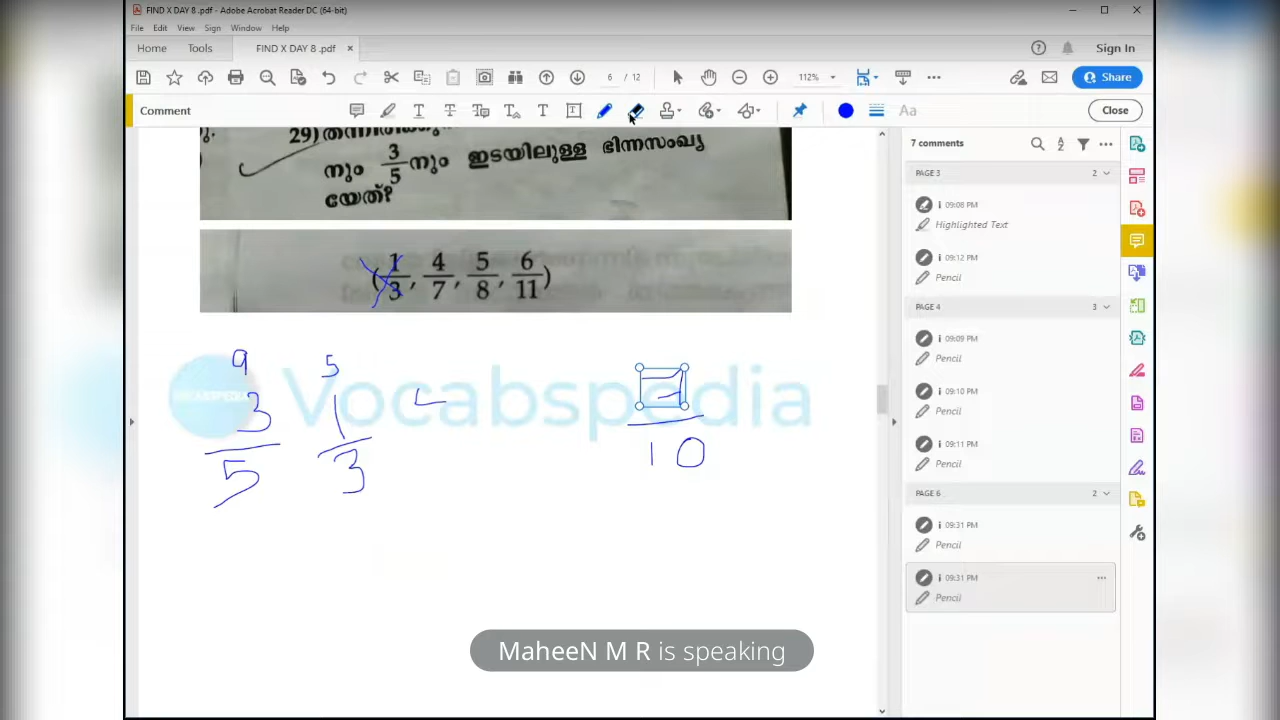 FIND X DAY 8 .pdf - Adobe Acrobat Reader DC (64-bit)
File Edit View Sign Window Help
Home Tools FIND X DAY 8 .pdf × Sign In
6 / 12 112% Share
Comment Aa Close
29)
നും 3/5 നും ഇടയിലുള്ള ഭിന്നസംഖ്യ
യേത്?
(1/3, 4/7, 5/8, 6/11)
9 5
3/5 1/3
10
Vocabspedia
7 comments
PAGE 3 2
i 09:08 PM
Highlighted Text
i 09:12 PM
Pencil
PAGE 4 3
i 09:09 PM
Pencil
i 09:10 PM
Pencil
i 09:11 PM
Pencil
PAGE 6 2
i 09:31 PM
Pencil
i 09:31 PM
Pencil
MaheeN M R is speaking